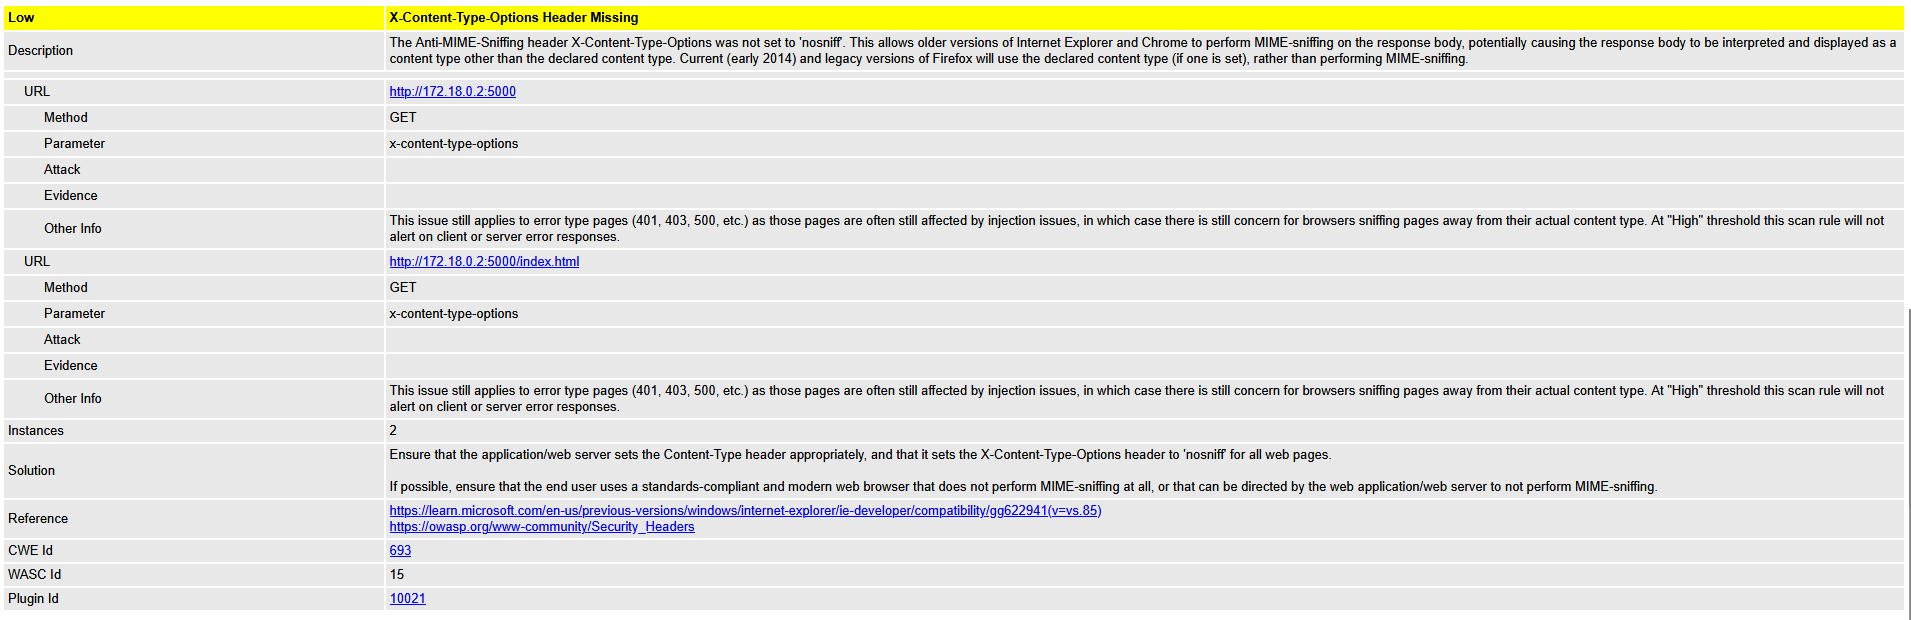 Low X-Content-Type-Options Header Missing
Description The Anti-MIME-Sniffing header X-Content-Type-Options was not set to 'nosniff'. This allows older versions of Internet Explorer and Chrome to perform MIME-sniffing on the response body, potentially causing the response body to be interpreted and displayed as a
content type other than the declared content type. Current (early 2014) and legacy versions of Firefox will use the declared content type (if one is set), rather than performing MIME-sniffing.
URL http://172.18.0.2:5000
Method GET
Parameter x-content-type-options
Attack
Evidence
Other Info This issue still applies to error type pages (401, 403, 500, etc.) as those pages are often still affected by injection issues, in which case there is still concern for browsers sniffing pages away from their actual content type. At "High" threshold this scan rule will not
alert on client or server error responses.
URL http://172.18.0.2:5000/index.html
Method GET
Parameter x-content-type-options
Attack
Evidence
Other Info This issue still applies to error type pages (401, 403, 500, etc.) as those pages are often still affected by injection issues, in which case there is still concern for browsers sniffing pages away from their actual content type. At "High" threshold this scan rule will not
alert on client or server error responses.
Instances 2
Solution Ensure that the application/web server sets the Content-Type header appropriately, and that it sets the X-Content-Type-Options header to 'nosniff' for all web pages.
If possible, ensure that the end user uses a standards-compliant and modern web browser that does not perform MIME-sniffing at all, or that can be directed by the web application/web server to not perform MIME-sniffing.
Reference https://learn.microsoft.com/en-us/previous-versions/windows/internet-explorer/ie-developer/compatibility/gg622941(v=vs.85)
https://owasp.org/www-community/Security_Headers
CWE Id 693
WASC Id 15
Plugin Id 10021